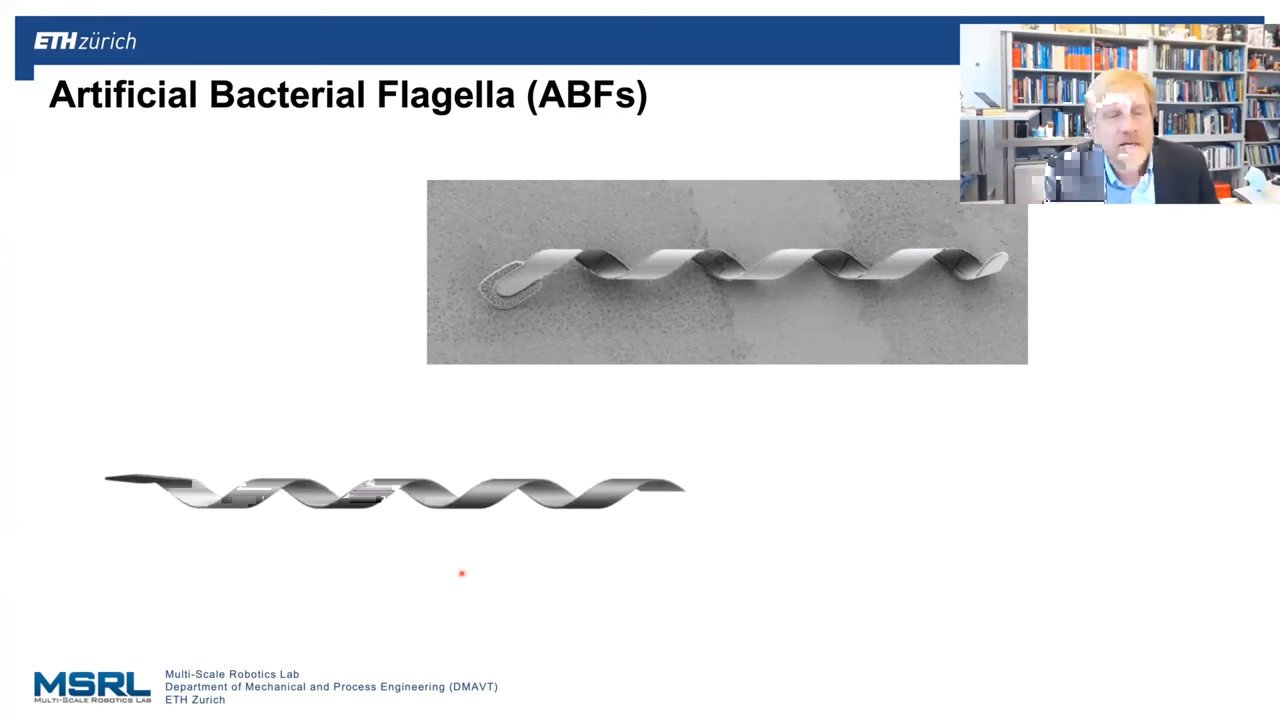 ETH zürich
Artificial Bacterial Flagella (ABFs)
MSRL
MULTI-SCALE ROBOTICS LAB
Multi-Scale Robotics Lab
Department of Mechanical and Process Engineering (DMAVT)
ETH Zurich